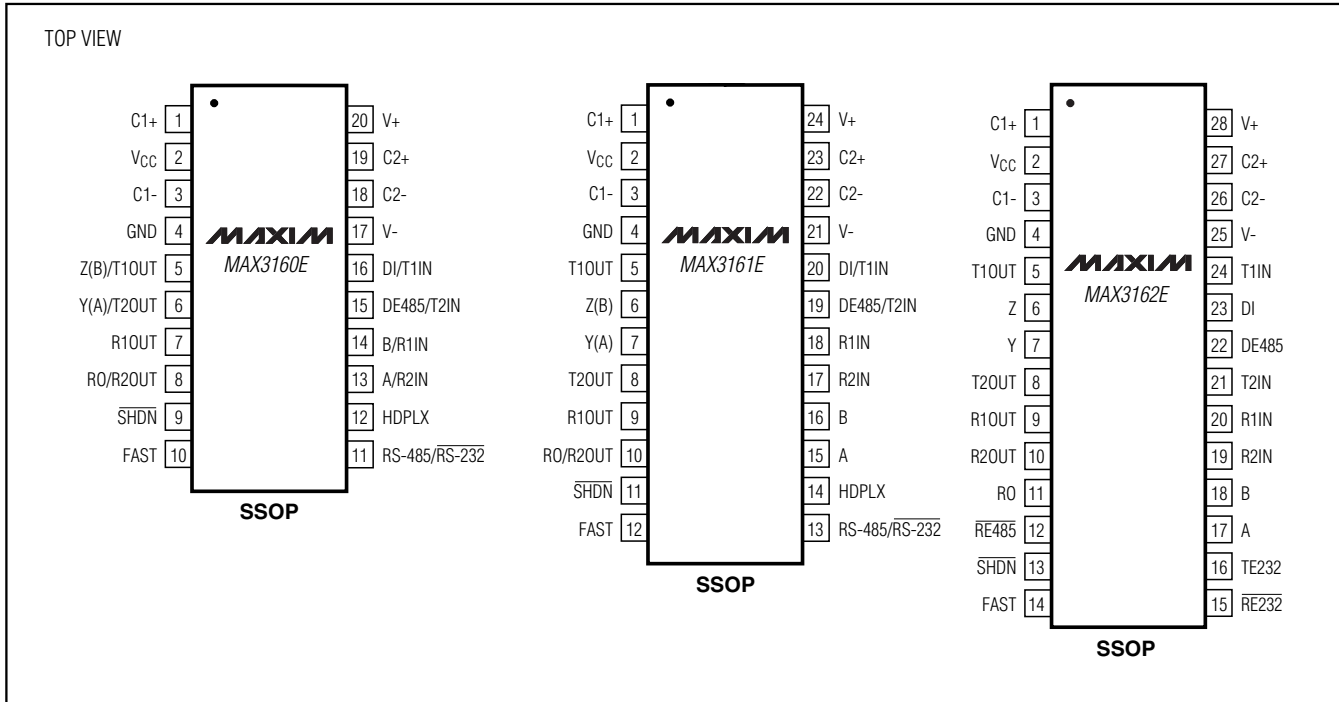 TOP VIEW
C1+ 1
VCC 2
C1- 3
GND 4
Z(B)/T1OUT 5
Y(A)/T2OUT 6
R1OUT 7
RO/R2OUT 8
SHDN 9
FAST 10
MAXIM
MAX3160E
20 V+
19 C2+
18 C2-
17 V-
16 DI/T1IN
15 DE485/T2IN
14 B/R1IN
13 A/R2IN
12 HDPLX
11 RS-485/RS-232
SSOP
C1+ 1
VCC 2
C1- 3
GND 4
T1OUT 5
Z(B) 6
Y(A) 7
T2OUT 8
R1OUT 9
RO/R2OUT 10
SHDN 11
FAST 12
MAXIM
MAX3161E
24 V+
23 C2+
22 C2-
21 V-
20 DI/T1IN
19 DE485/T2IN
18 R1IN
17 R2IN
16 B
15 A
14 HDPLX
13 RS-485/RS-232
SSOP
C1+ 1
VCC 2
C1- 3
GND 4
T1OUT 5
Z 6
Y 7
T2OUT 8
R1OUT 9
R2OUT 10
RO 11
RE485 12
SHDN 13
FAST 14
MAXIM
MAX3162E
28 V+
27 C2+
26 C2-
25 V-
24 T1IN
23 DI
22 DE485
21 T2IN
20 R1IN
19 R2IN
18 B
17 A
16 TE232
15 RE232
SSOP